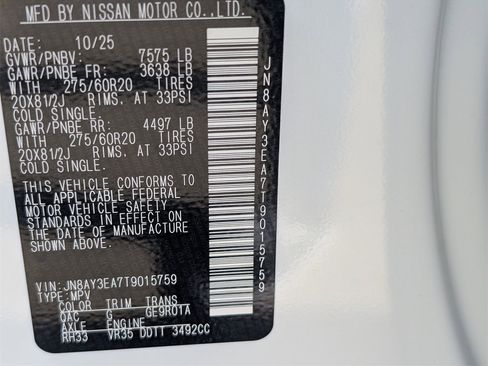 MFD BY NISSAN MOTOR CO.,LTD.
DATE: 10/25
GVWR/PNBV: 7575 LB
GAWR/PNBE FR: 3638 LB
WITH 275/60R20 TIRES
20X81/2J RIMS, AT 33PSI
COLD SINGLE.
GAWR/PNBE RR: 4497 LB
WITH 275/60R20 TIRES
20X81/2J RIMS, AT 33PSI
COLD SINGLE.
THIS VEHICLE CONFORMS TO
ALL APPLICABLE FEDERAL
MOTOR VEHICLE SAFETY
STANDARDS IN EFFECT ON
THE DATE OF MANUFACTURE
SHOWN ABOVE.
VIN: JN8AY3EA7T9015759
TYPE: MPV
COLOR TRIM TRANS
QAC G GE9R01A
AXLE ENGINE
RH33 VR35 DDTT 3492CC
JN8AY3EA7T9015759